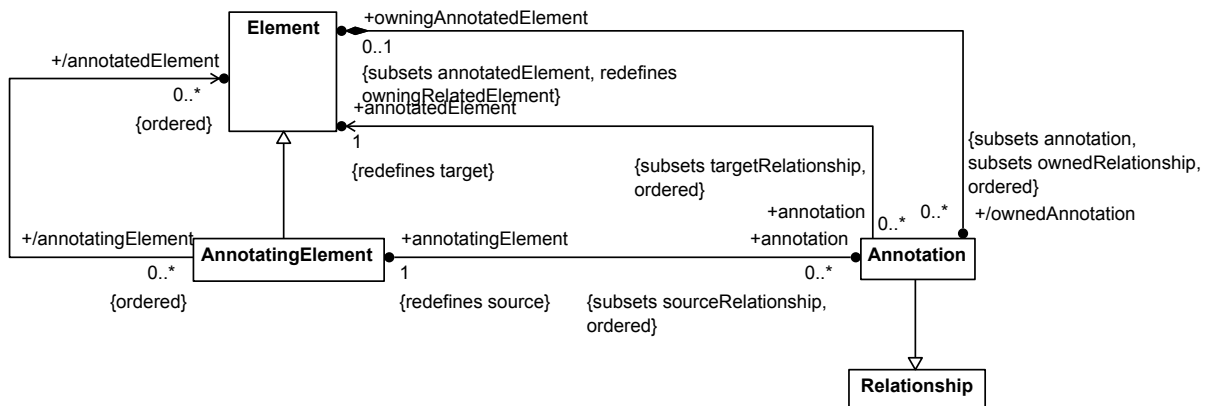 Element
+owningAnnotatedElement
0..1
{subsets annotatedElement, redefines
owningRelatedElement}
+/annotatedElement
0..*
{ordered}
+annotatedElement
1
{redefines target}
{subsets targetRelationship,
ordered}
+annotation
0..*
{subsets annotation,
subsets ownedRelationship,
ordered}
0..*
+/ownedAnnotation
+/annotatingElement
0..*
{ordered}
AnnotatingElement
+annotatingElement
1
{redefines source}
+annotation
0..*
{subsets sourceRelationship,
ordered}
Annotation
Relationship